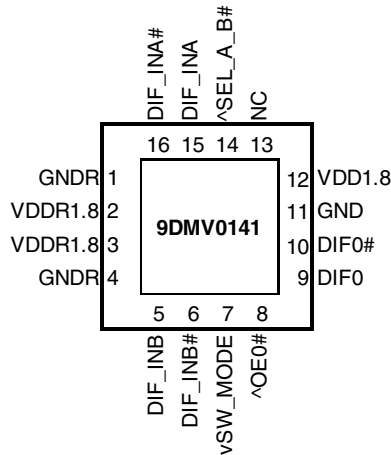 DIF_INA#
DIF_INA
^SEL_A_B#
NC
16 15 14 13
GNDR 1
VDDR1.8 2
VDDR1.8 3
GNDR 4
9DMV0141
12 VDD1.8
11 GND
10 DIF0#
9 DIF0
5 6 7 8
DIF_INB
DIF_INB#
vSW_MODE
^OE0#